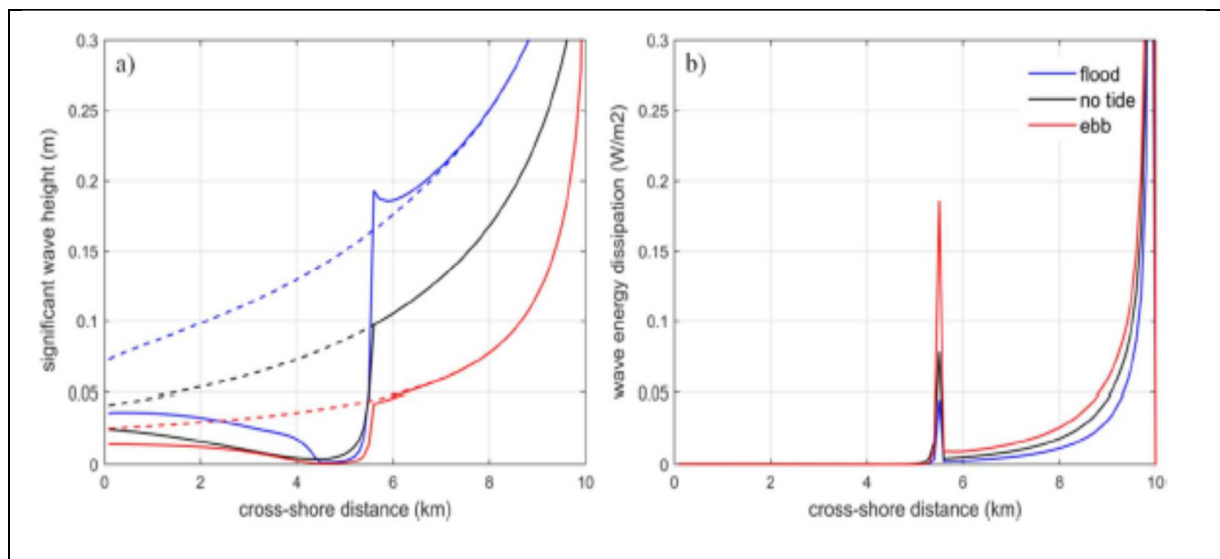 a)
significant wave height (m)
0.3
0.25
0.2
0.15
0.1
0.05
0
0 2 4 6 8 10
cross-shore distance (km)
b)
wave energy dissipation (W/m2)
0.3
0.25
0.2
0.15
0.1
0.05
0
0 2 4 6 8 10
cross-shore distance (km)
flood
no tide
ebb